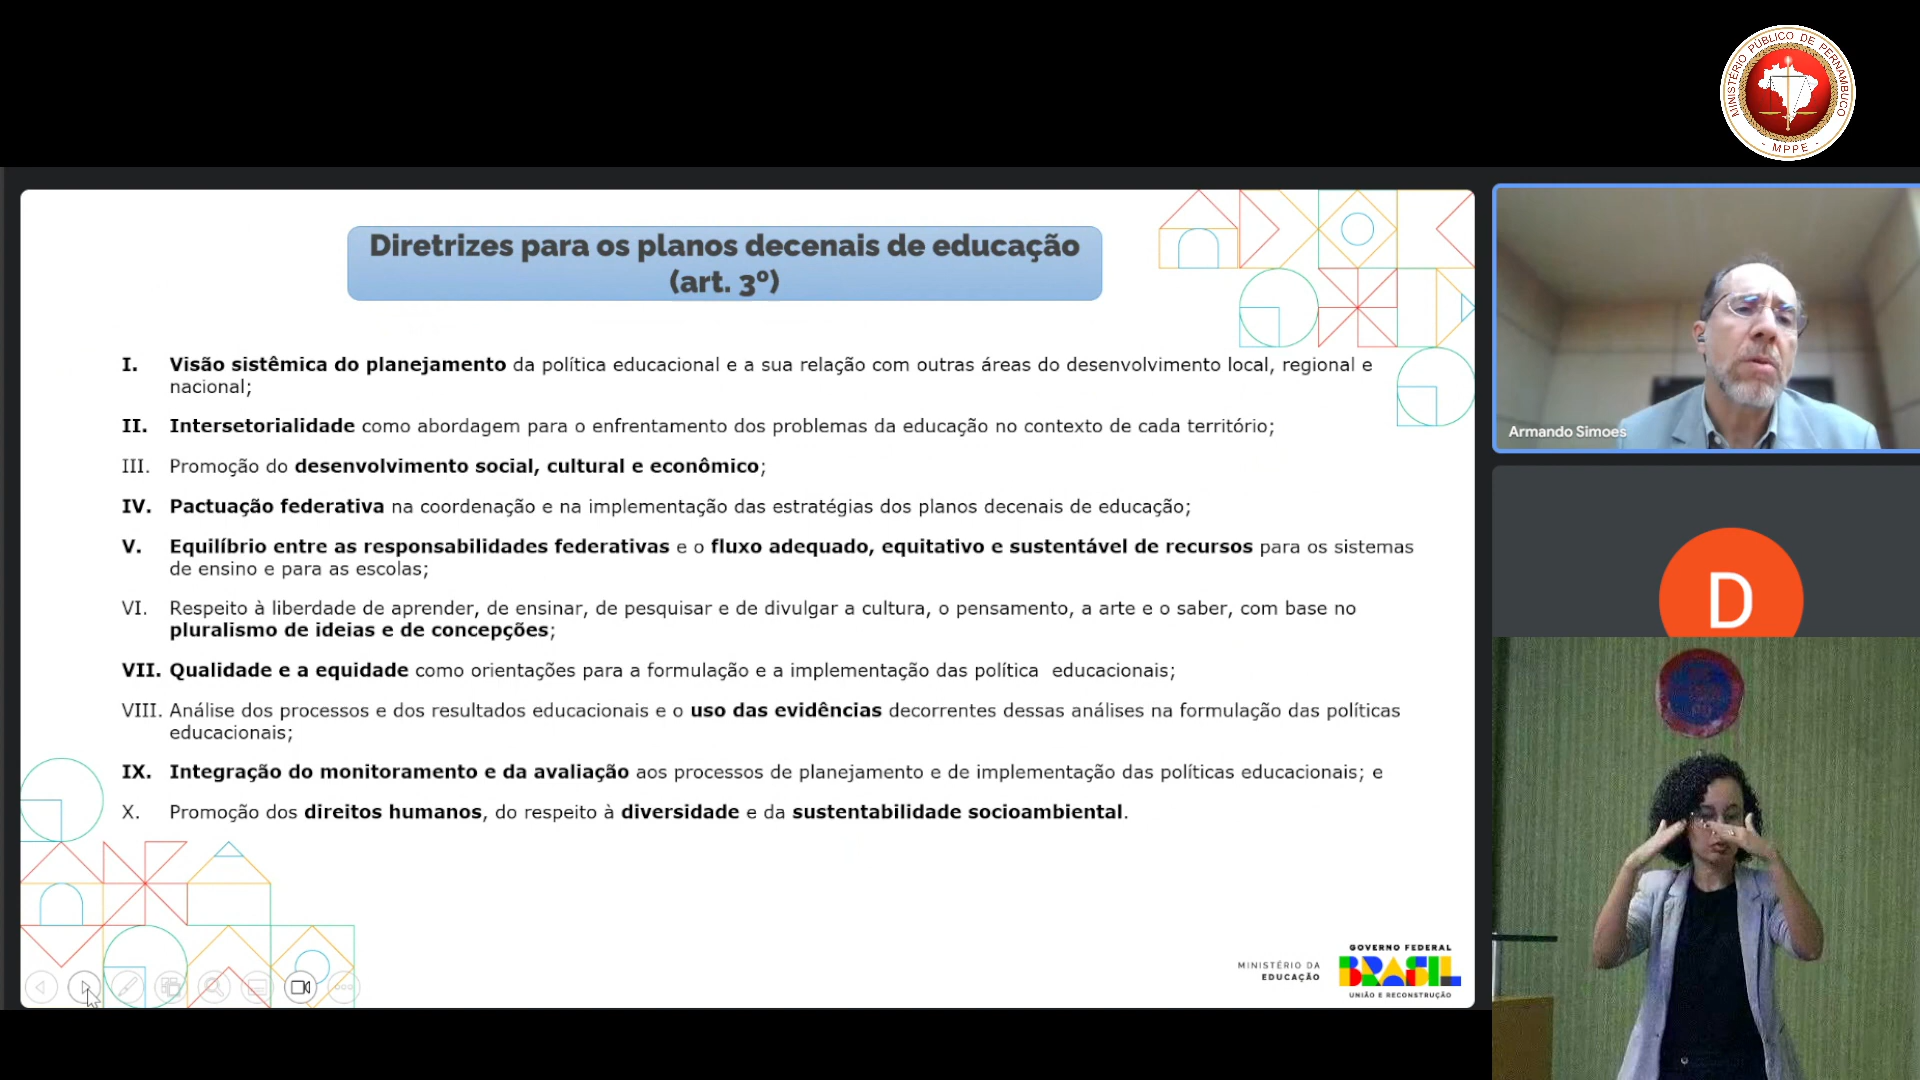 MINISTÉRIO PÚBLICO DE PERNAMBUCO
- MPPE -
Diretrizes para os planos decenais de educação
(art. 3º)
I. Visão sistêmica do planejamento da política educacional e a sua relação com outras áreas do desenvolvimento local, regional e
nacional;
II. Intersetorialidade como abordagem para o enfrentamento dos problemas da educação no contexto de cada território;
III. Promoção do desenvolvimento social, cultural e econômico;
IV. Pactuação federativa na coordenação e na implementação das estratégias dos planos decenais de educação;
V. Equilíbrio entre as responsabilidades federativas e o fluxo adequado, equitativo e sustentável de recursos para os sistemas
de ensino e para as escolas;
VI. Respeito à liberdade de aprender, de ensinar, de pesquisar e de divulgar a cultura, o pensamento, a arte e o saber, com base no
pluralismo de ideias e de concepções;
VII. Qualidade e a equidade como orientações para a formulação e a implementação das política educacionais;
VIII. Análise dos processos e dos resultados educacionais e o uso das evidências decorrentes dessas análises na formulação das políticas
educacionais;
IX. Integração do monitoramento e da avaliação aos processos de planejamento e de implementação das políticas educacionais; e
X. Promoção dos direitos humanos, do respeito à diversidade e da sustentabilidade socioambiental.
MINISTÉRIO DA
EDUCAÇÃO
GOVERNO FEDERAL
BRASIL
UNIÃO E RECONSTRUÇÃO
Armando Simoes
D